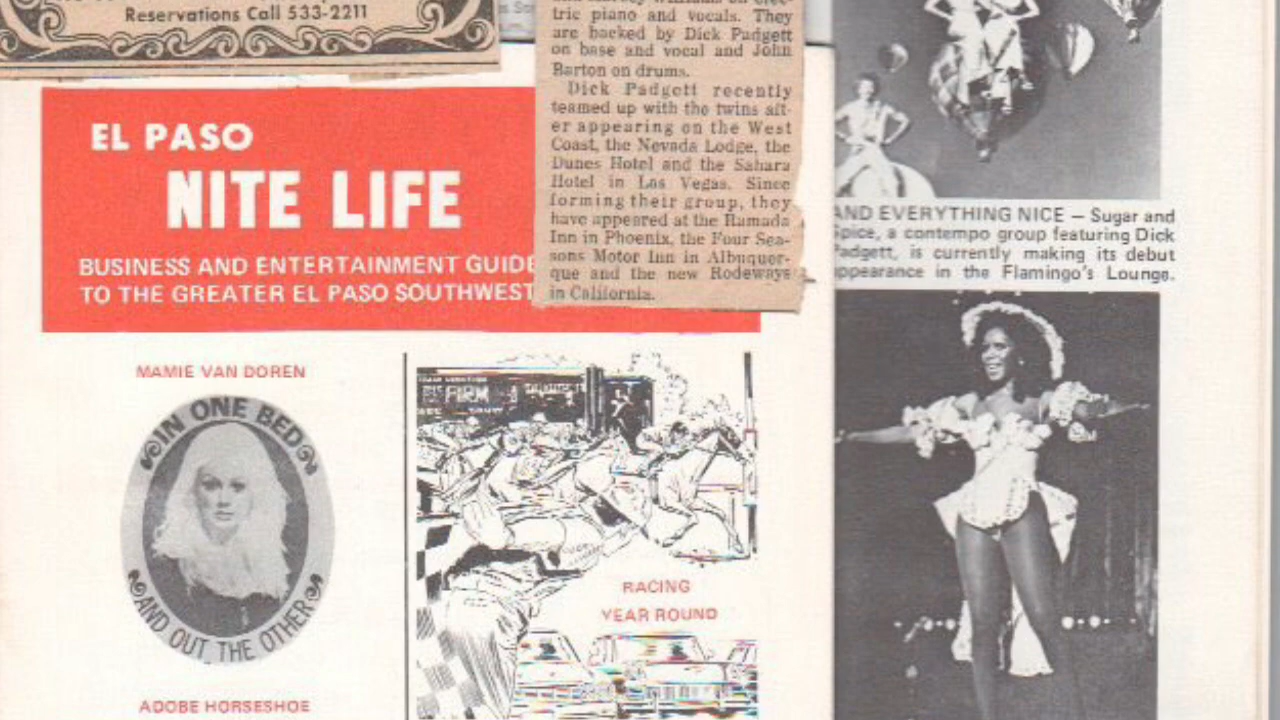 Reservations Call 533-2211
tric piano and vocals. They
are backed by Dick Padgett
on base and vocal and John
Barton on drums.
Dick Padgett recently
teamed up with the twins aft-
er appearing on the West
Coast, the Nevada Lodge, the
Dunes Hotel and the Sahara
Hotel in Las Vegas. Since
forming their group, they
have appeared at the Ramada
Inn in Phoenix, the Four Sea-
sons Motor Inn in Albuquer-
que and the new Rodeways
in California.
EL PASO
NITE LIFE
BUSINESS AND ENTERTAINMENT GUIDE
TO THE GREATER EL PASO SOUTHWEST
MAMIE VAN DOREN
IN ONE BED
AND OUT THE OTHER
ADOBE HORSESHOE
FARM
RACING
YEAR ROUND
AND EVERYTHING NICE — Sugar and
Spice, a contempo group featuring Dick
Padgett, is currently making its debut
appearance in the Flamingo's Lounge.